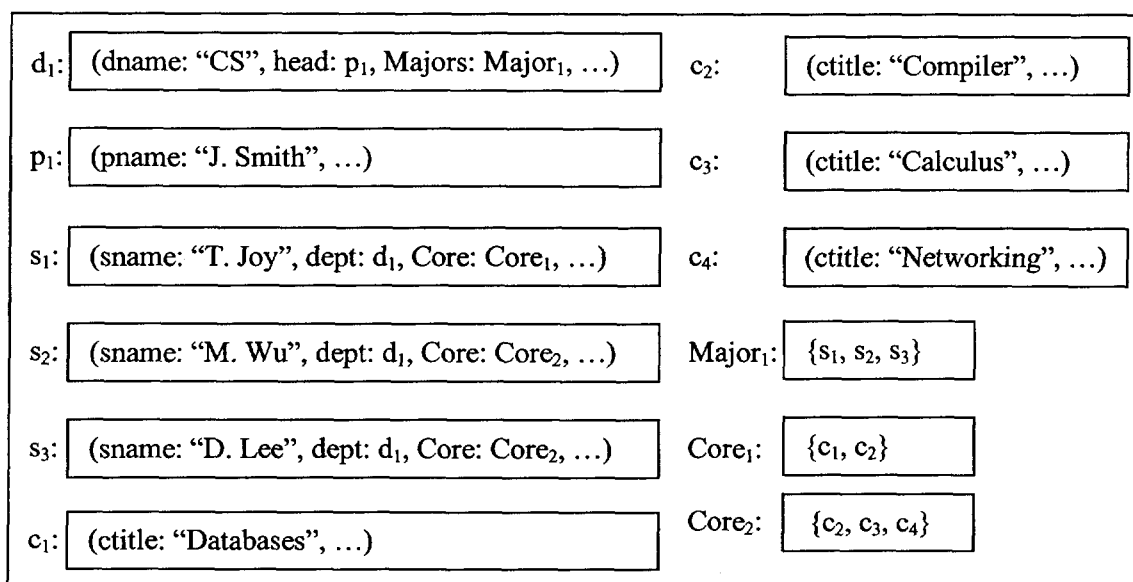 d₁: (dname: “CS”, head: p₁, Majors: Major₁, …)
p₁: (pname: “J. Smith”, …)
s₁: (sname: “T. Joy”, dept: d₁, Core: Core₁, …)
s₂: (sname: “M. Wu”, dept: d₁, Core: Core₂, …)
s₃: (sname: “D. Lee”, dept: d₁, Core: Core₂, …)
c₁: (ctitle: “Databases”, …)
c₂: (ctitle: “Compiler”, …)
c₃: (ctitle: “Calculus”, …)
c₄: (ctitle: “Networking”, …)
Major₁: {s₁, s₂, s₃}
Core₁: {c₁, c₂}
Core₂: {c₂, c₃, c₄}